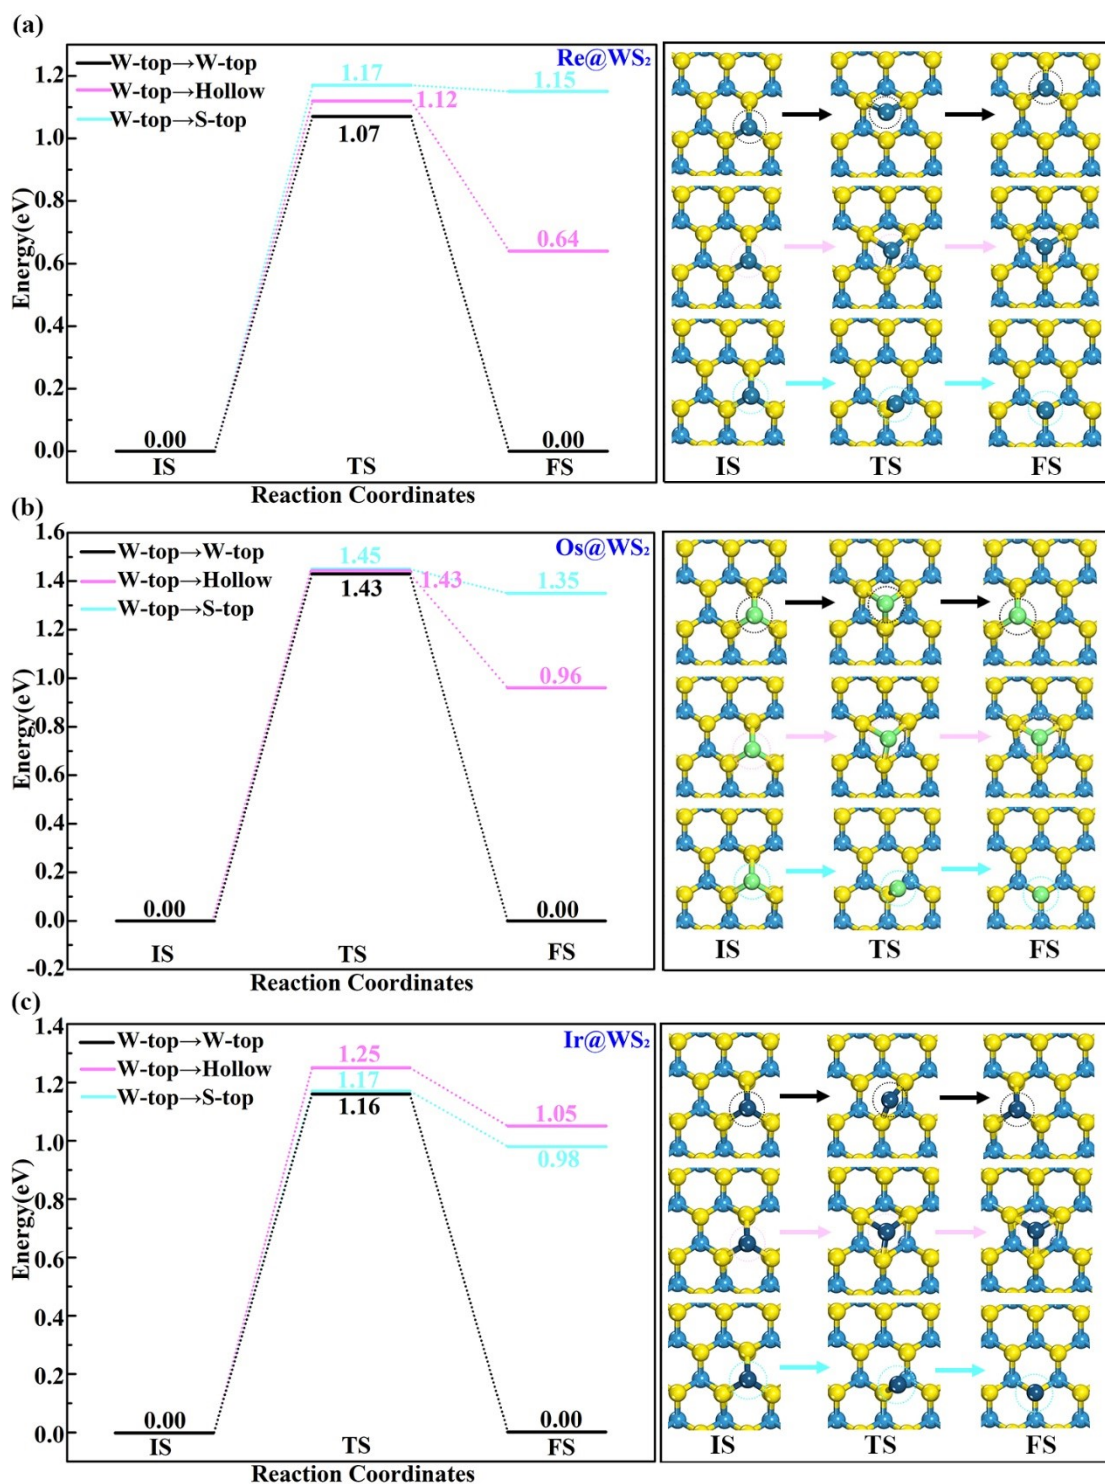 (a)
W-top→W-top
W-top→Hollow
W-top→S-top
Re@WS₂
1.2
1.0
0.8
0.6
0.4
0.2
0.0
Energy(eV)
1.17
1.15
1.12
1.07
0.64
0.00
0.00
IS
TS
FS
Reaction Coordinates
IS
TS
FS
(b)
W-top→W-top
W-top→Hollow
W-top→S-top
Os@WS₂
1.6
1.4
1.2
1.0
0.8
0.6
0.4
0.2
0.0
-0.2
Energy(eV)
1.45
1.43
1.43
1.35
0.96
0.00
0.00
IS
TS
FS
Reaction Coordinates
IS
TS
FS
(c)
W-top→W-top
W-top→Hollow
W-top→S-top
Ir@WS₂
1.4
1.2
1.0
0.8
0.6
0.4
0.2
0.0
Energy(eV)
1.25
1.17
1.16
1.05
0.98
0.00
0.00
IS
TS
FS
Reaction Coordinates
IS
TS
FS